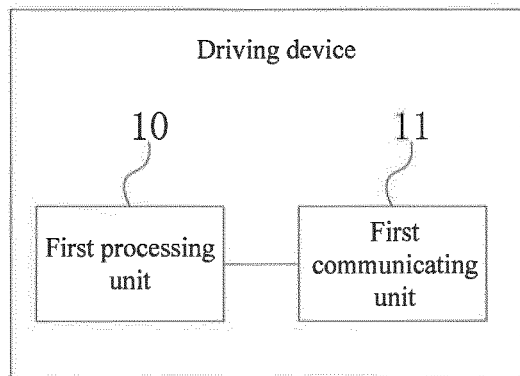 Driving device
10
11
First processing
unit
First
communicating
unit